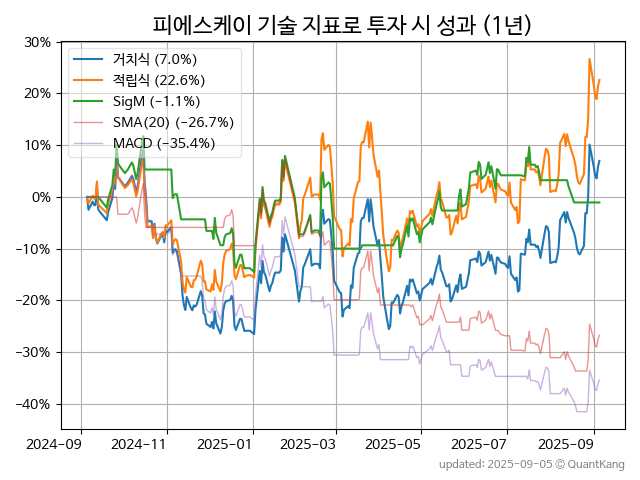 피에스케이 기술 지표로 투자 시 성과 (1년)
30%
20%
10%
0%
−10%
−20%
−30%
−40%
거치식 (7.0%)
적립식 (22.6%)
SigM (−1.1%)
SMA(20) (−26.7%)
MACD (−35.4%)
2024-09 2024-11 2025-01 2025-03 2025-05 2025-07 2025-09
updated: 2025-09-05 © QuantKang